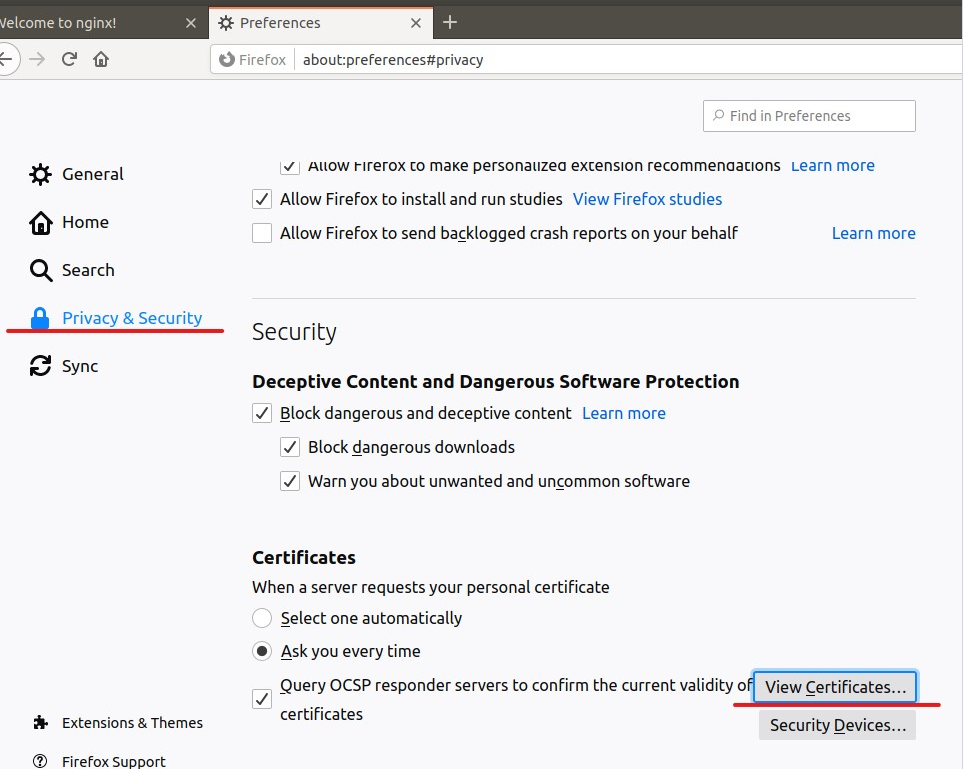 Welcome to nginx!
Preferences
Firefox about:preferences#privacy
Find in Preferences
General
Home
Search
Privacy & Security
Sync
Extensions & Themes
Firefox Support
Allow Firefox to make personalized extension recommendations Learn more
Allow Firefox to install and run studies View Firefox studies
Allow Firefox to send backlogged crash reports on your behalf Learn more
Security
Deceptive Content and Dangerous Software Protection
Block dangerous and deceptive content Learn more
Block dangerous downloads
Warn you about unwanted and uncommon software
Certificates
When a server requests your personal certificate
Select one automatically
Ask you every time
Query OCSP responder servers to confirm the current validity of
certificates
View Certificates...
Security Devices...